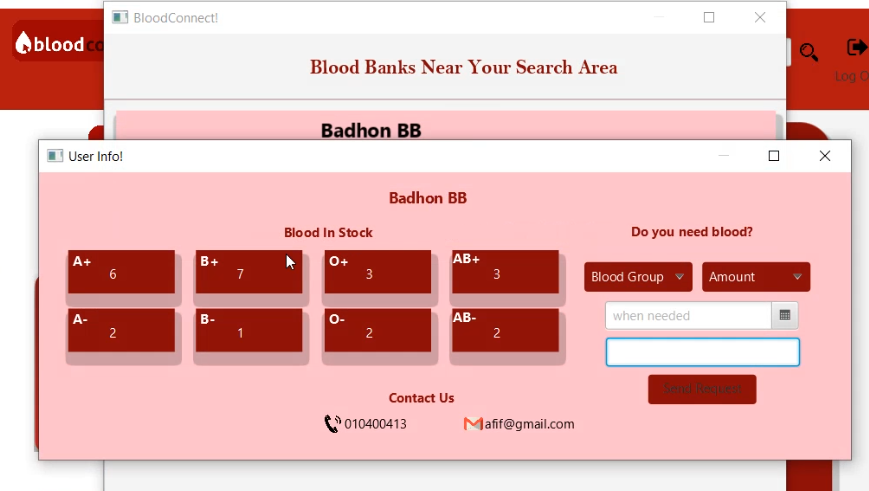 BloodConnect!
bloodco
Log O
Blood Banks Near Your Search Area
Badhon BB
User Info!
Badhon BB
Blood In Stock
A+ 6
B+ 7
O+ 3
AB+ 3
A- 2
B- 1
O- 2
AB- 2
Do you need blood?
Blood Group
Amount
when needed
Send Request
Contact Us
010400413
afif@gmail.com